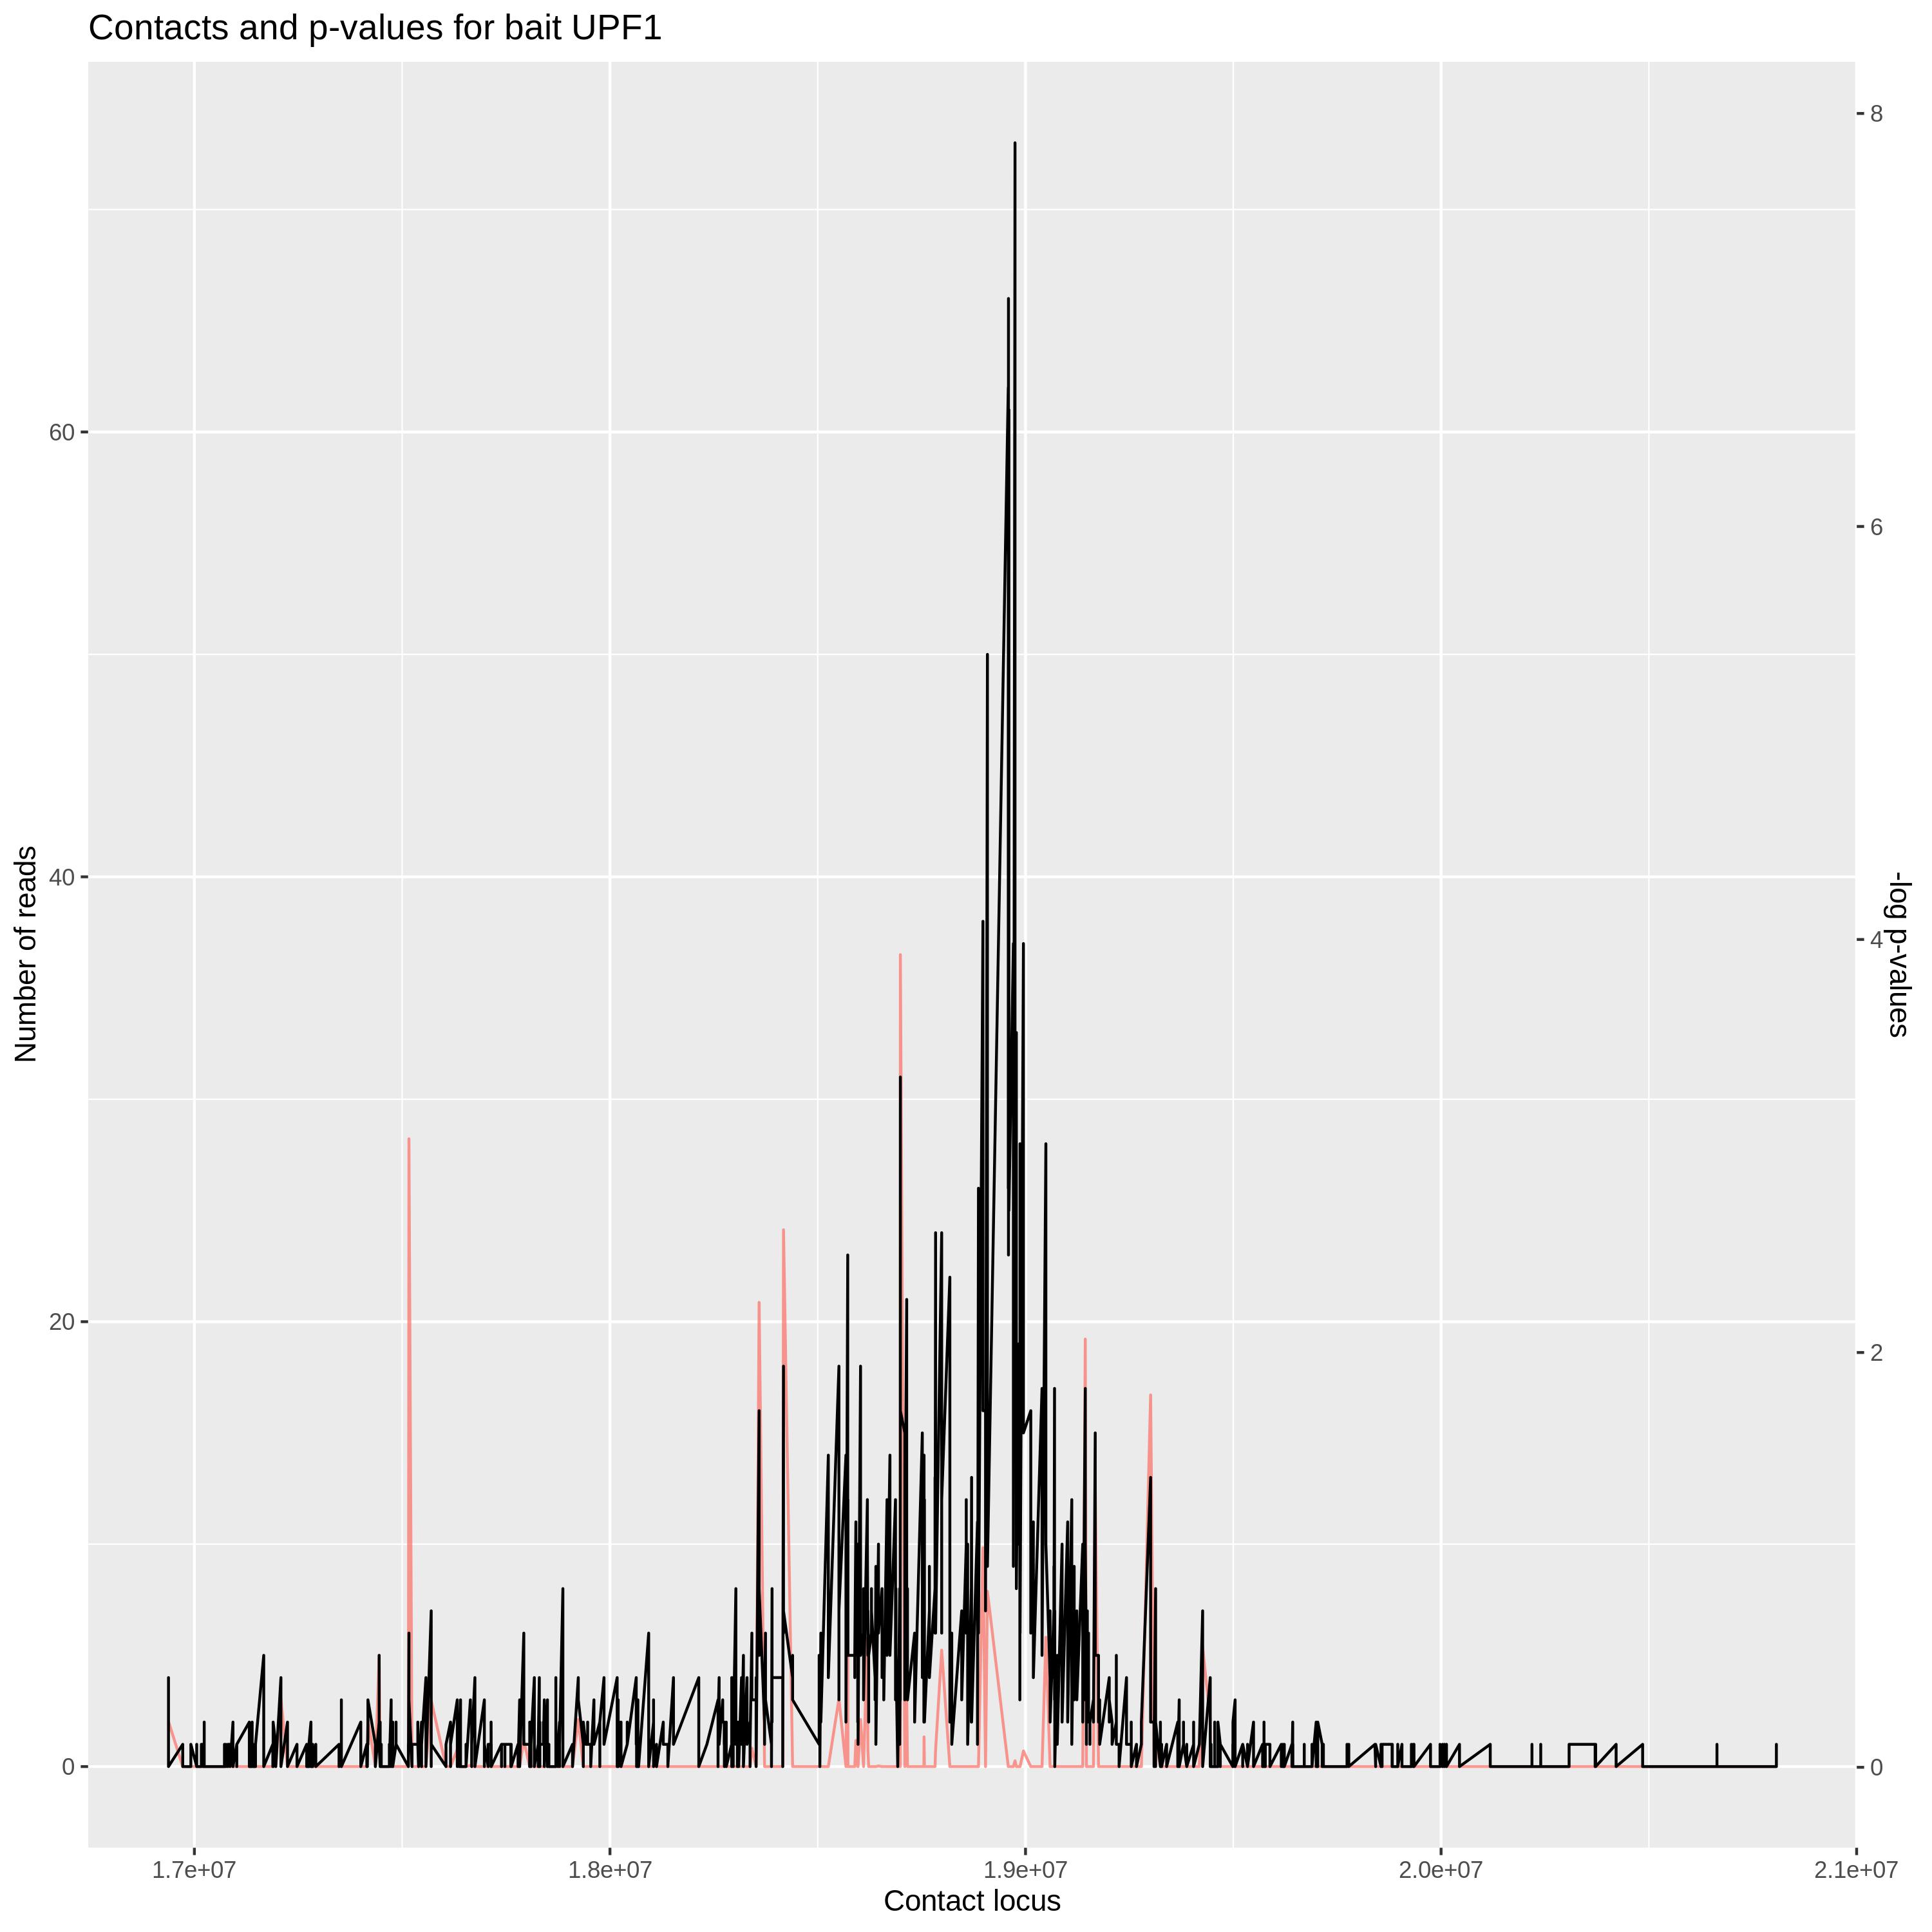 Contacts and p-values for bait UPF1
8
6
4
2
0
-log p-values
60
40
20
0
Number of reads
1.7e+07 1.8e+07 1.9e+07 2.0e+07 2.1e+07
Contact locus